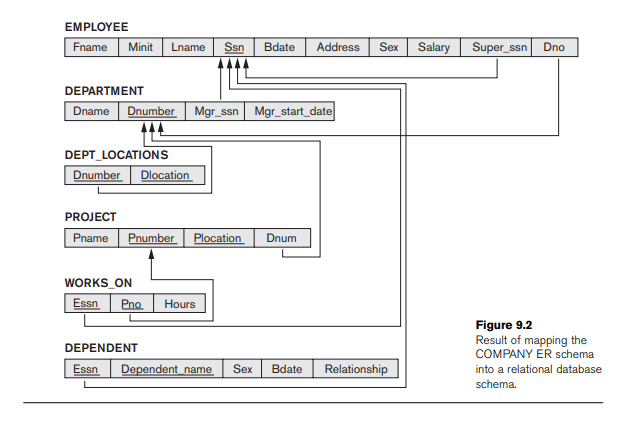 EMPLOYEE
Fname Minit Lname Ssn Bdate Address Sex Salary Super_ssn Dno
DEPARTMENT
Dname Dnumber Mgr_ssn Mgr_start_date
DEPT_LOCATIONS
Dnumber Dlocation
PROJECT
Pname Pnumber Plocation Dnum
WORKS_ON
Essn Pno Hours
DEPENDENT
Essn Dependent_name Sex Bdate Relationship
Figure 9.2
Result of mapping the
COMPANY ER schema
into a relational database
schema.